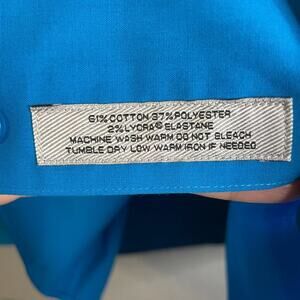 61% COTTON 37% POLYESTER
2% LYCRA® ELASTANE
MACHINE WASH WARM DO NOT BLEACH
TUMBLE DRY LOW WARM IRON IF NEEDED